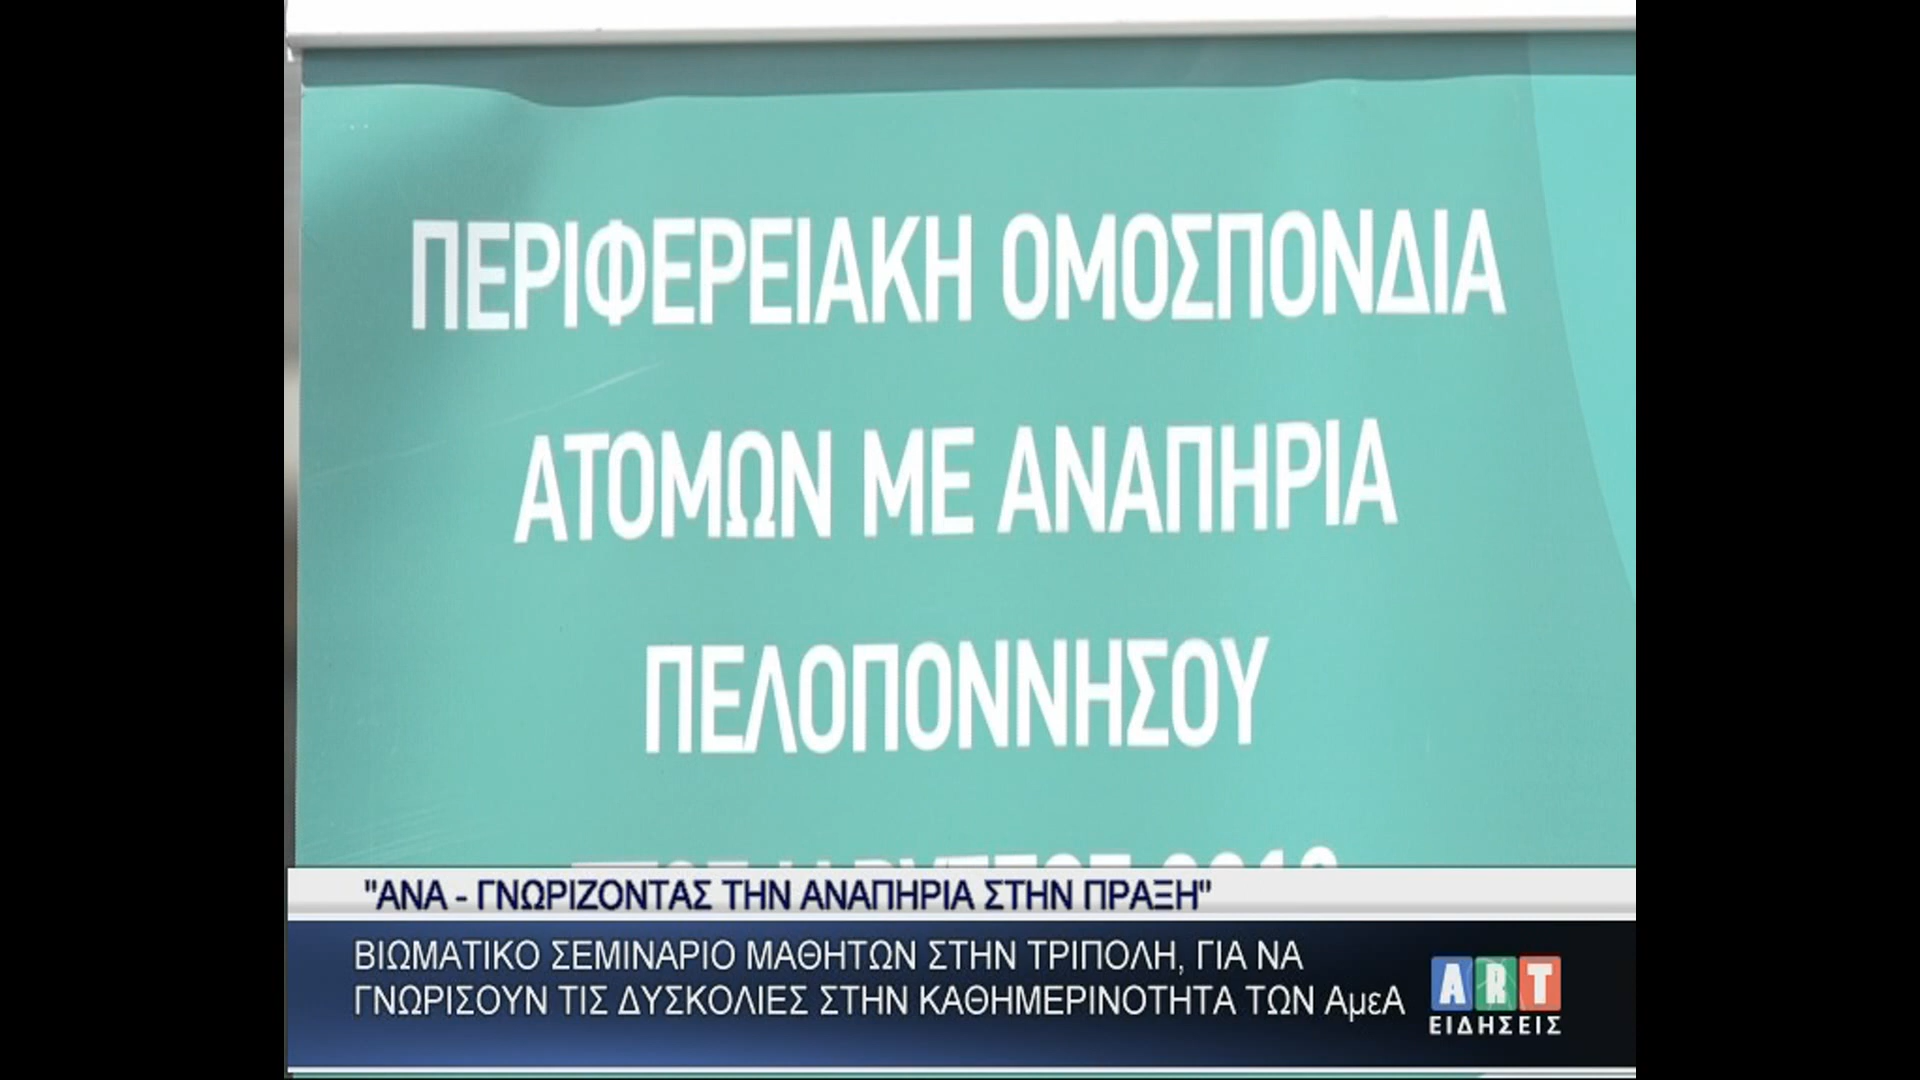 ΠΕΡΙΦΕΡΕΙΑΚΗ ΟΜΟΣΠΟΝΔΙΑ
ΑΤΟΜΩΝ ΜΕ ΑΝΑΠΗΡΙΑ
ΠΕΛΟΠΟΝΝΗΣΟΥ
"ΑΝΑ - ΓΝΩΡΙΖΟΝΤΑΣ ΤΗΝ ΑΝΑΠΗΡΙΑ ΣΤΗΝ ΠΡΑΞΗ"
ΒΙΩΜΑΤΙΚΟ ΣΕΜΙΝΑΡΙΟ ΜΑΘΗΤΩΝ ΣΤΗΝ ΤΡΙΠΟΛΗ, ΓΙΑ ΝΑ
ΓΝΩΡΙΣΟΥΝ ΤΙΣ ΔΥΣΚΟΛΙΕΣ ΣΤΗΝ ΚΑΘΗΜΕΡΙΝΟΤΗΤΑ ΤΩΝ ΑμεΑ
ART
ΕΙΔΗΣΕΙΣ